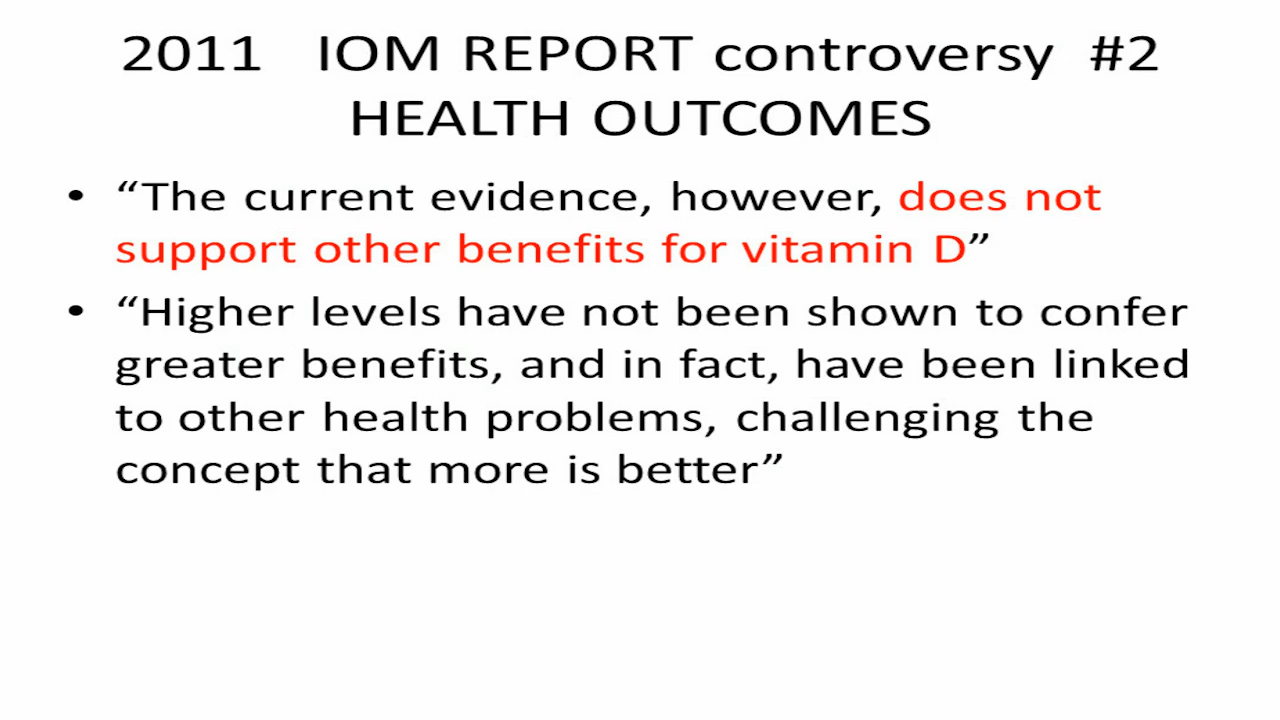 2011 IOM REPORT controversy #2
HEALTH OUTCOMES
• “The current evidence, however, does not
support other benefits for vitamin D”
• “Higher levels have not been shown to confer
greater benefits, and in fact, have been linked
to other health problems, challenging the
concept that more is better”